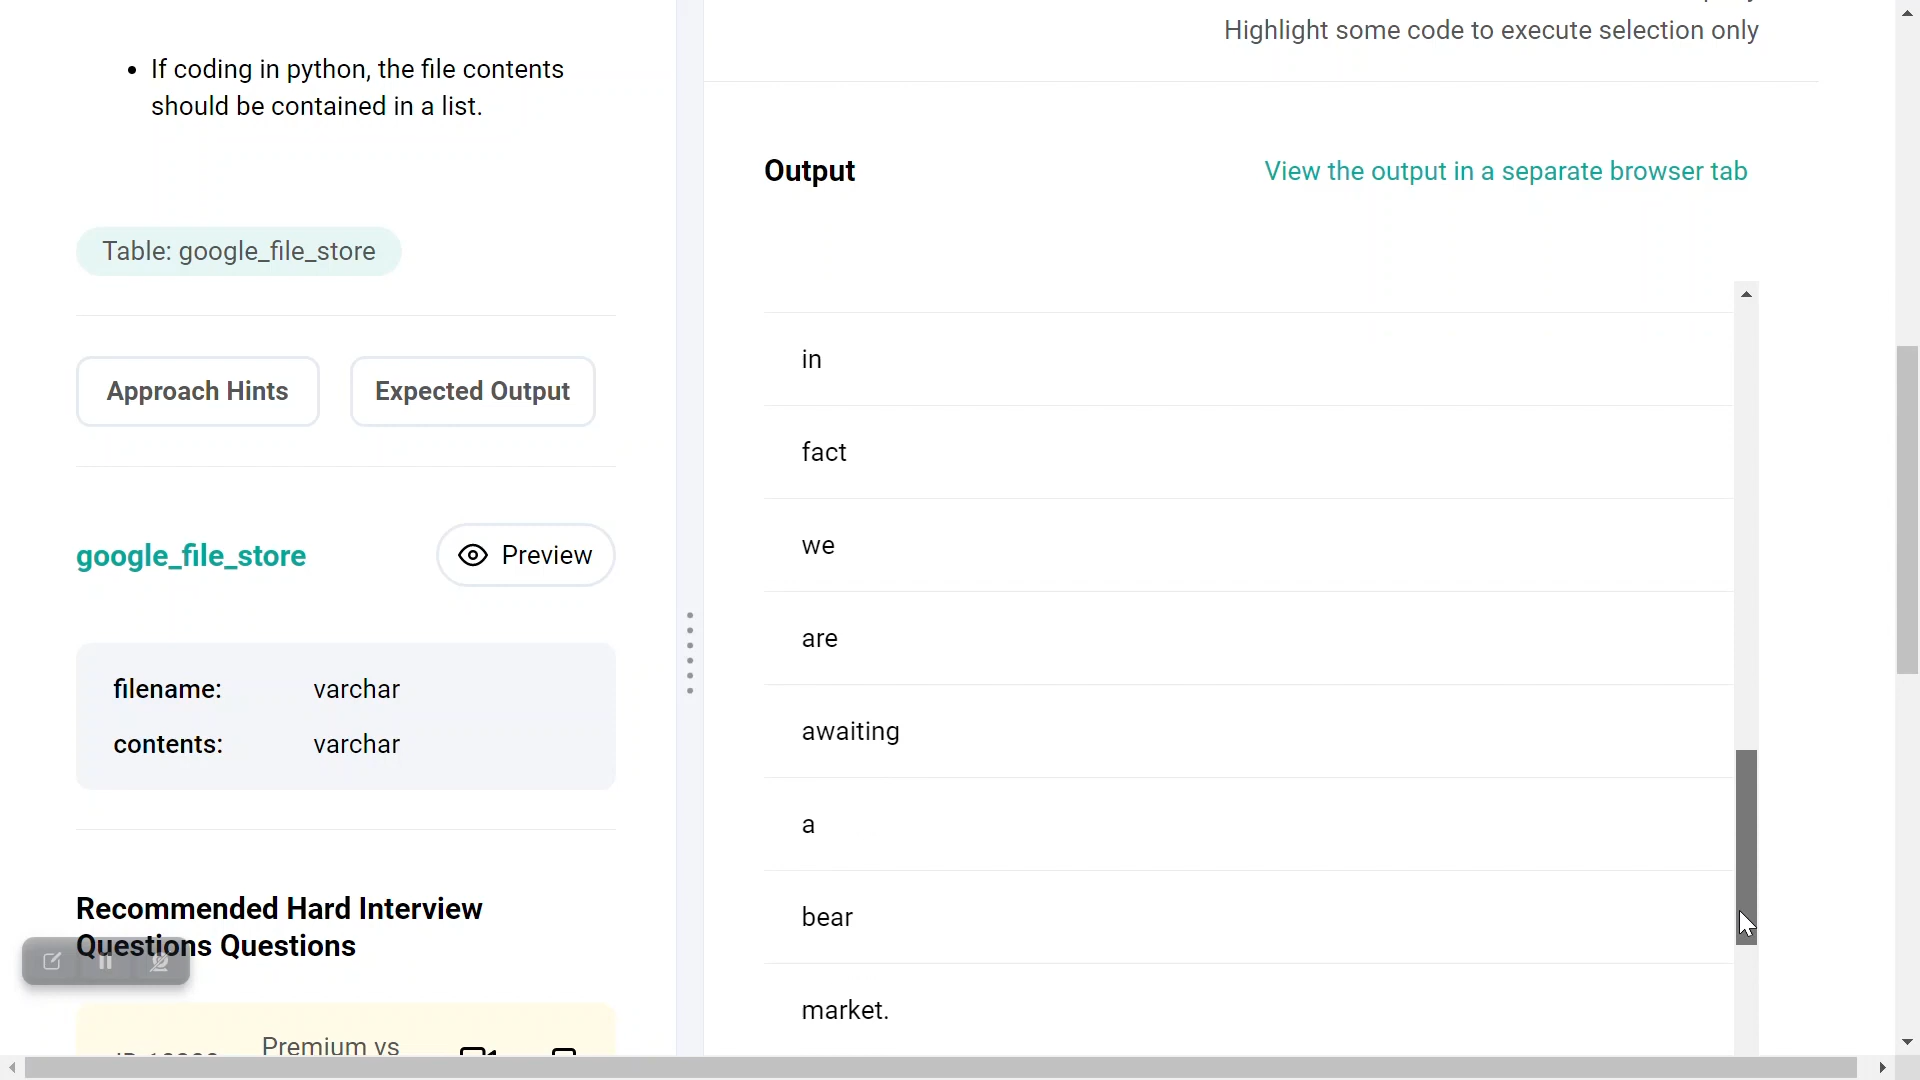 Highlight some code to execute selection only
• If coding in python, the file contents
should be contained in a list.
Table: google_file_store
Approach Hints
Expected Output
google_file_store
Preview
filename: varchar
contents: varchar
Recommended Hard Interview
Questions Questions
Premium vs
Output
View the output in a separate browser tab
in
fact
we
are
awaiting
a
bear
market.